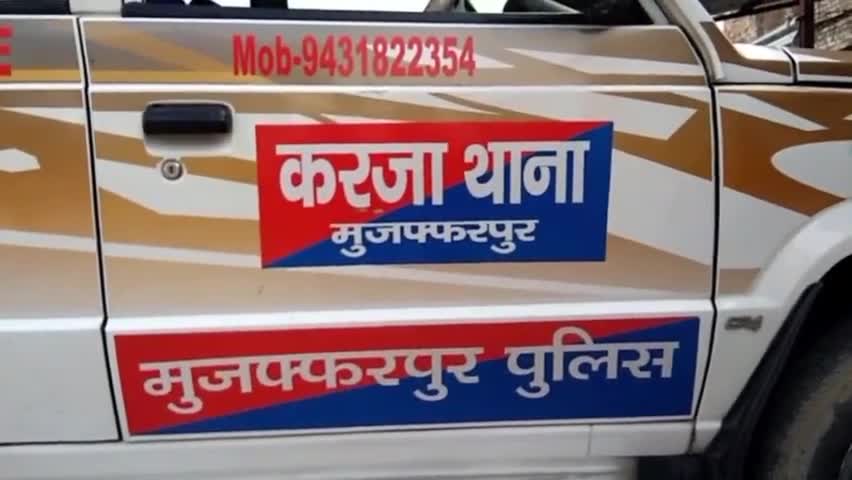 E
Mob-9431822354
करजा थाना
मुजफ्फरपुर
मुजफ्फरपुर पुलिस